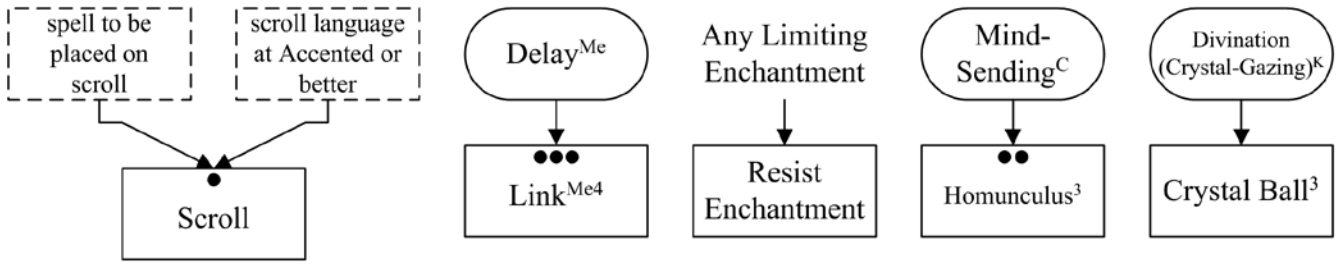 spell to be
placed on
scroll
scroll language
at Accented or
better
Scroll
Delay^Me
Link^Me4
Any Limiting
Enchantment
Resist
Enchantment
Mind-
Sending^C
Homunculus^3
Divination
(Crystal-Gazing)^K
Crystal Ball^3